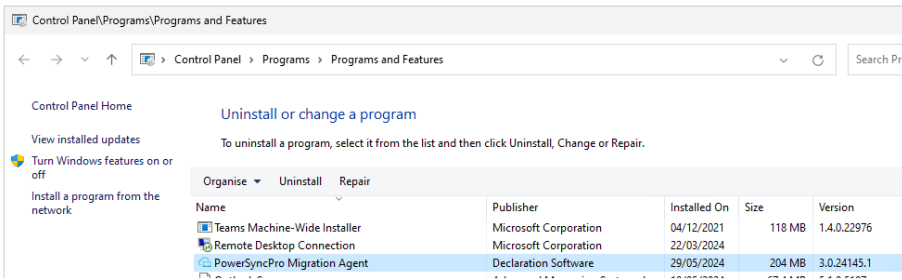 Control Panel\Programs\Programs and Features
Control Panel > Programs > Programs and Features
Search Pr
Control Panel Home
Uninstall or change a program
View installed updates
To uninstall a program, select it from the list and then click Uninstall, Change or Repair.
Turn Windows features on or
off
Install a program from the
network
Organise Uninstall Repair
Name Publisher Installed On Size Version
Teams Machine-Wide Installer Microsoft Corporation 04/12/2021 118 MB 1.4.0.22976
Remote Desktop Connection Microsoft Corporation 22/03/2024
PowerSyncPro Migration Agent Declaration Software 29/05/2024 204 MB 3.0.24145.1